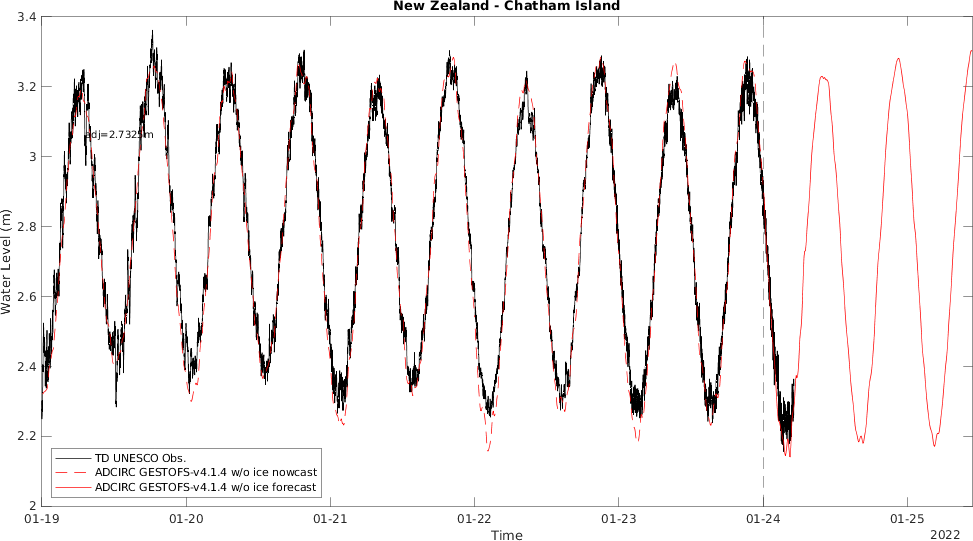 New Zealand - Chatham Island
3.4
3.2
3
2.8
2.6
2.4
2.2
2
Water Level (m)
adj=2.7325m
TD UNESCO Obs.
ADCIRC GESTOFS-v4.1.4 w/o ice nowcast
ADCIRC GESTOFS-v4.1.4 w/o ice forecast
01-19 01-20 01-21 01-22 01-23 01-24 01-25
Time
2022